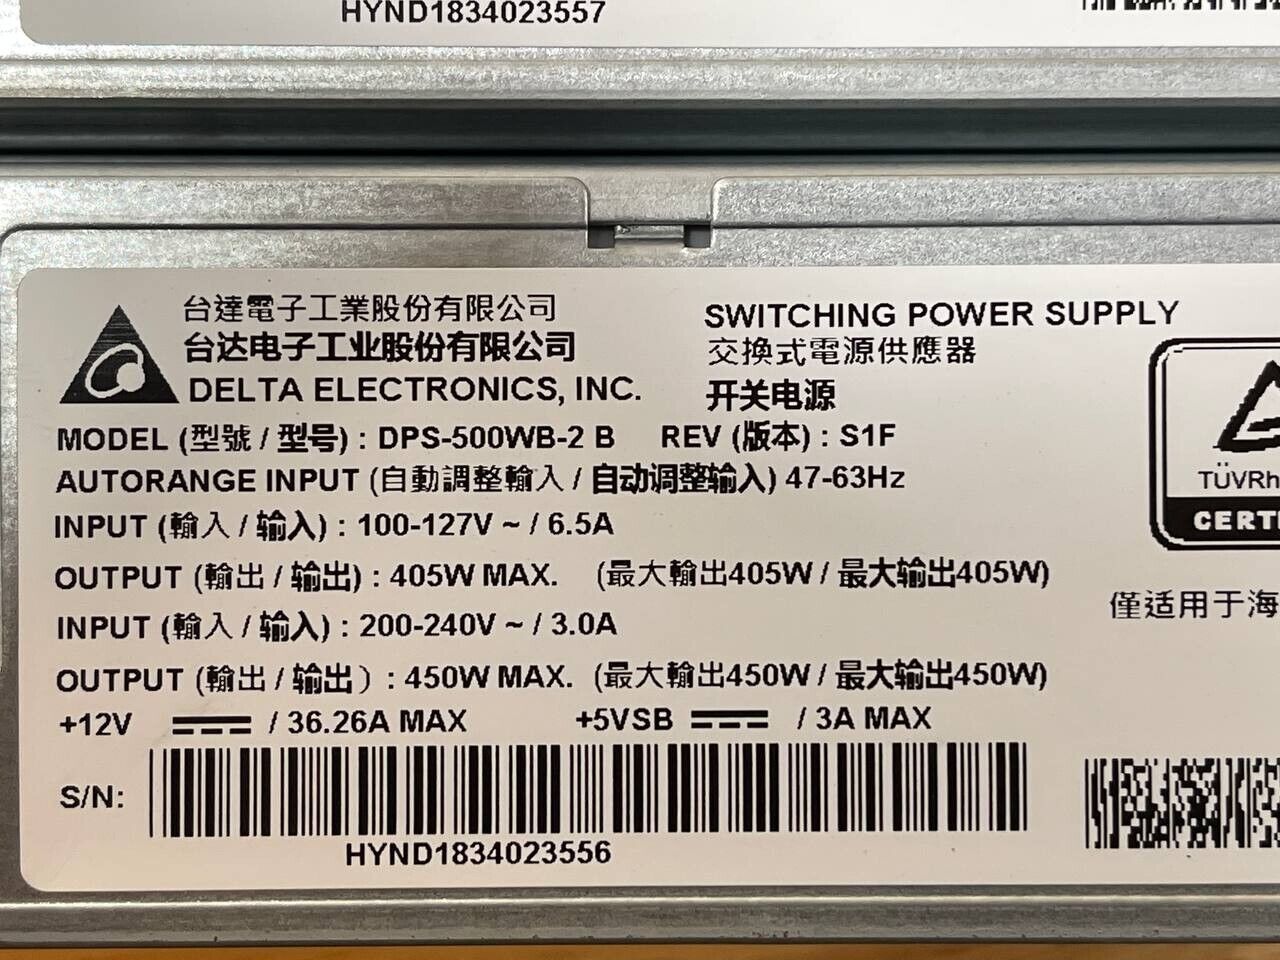 HYND1834023557
台達電子工業股份有限公司
台达电子工业股份有限公司
DELTA ELECTRONICS, INC.
SWITCHING POWER SUPPLY
交換式電源供應器
开关电源
MODEL (型號 / 型号) : DPS-500WB-2 B REV (版本) : S1F
AUTORANGE INPUT (自動調整輸入 / 自动调整输入) 47-63Hz
INPUT (輸入 / 输入) : 100-127V ~ / 6.5A
OUTPUT (輸出 / 输出) : 405W MAX. (最大輸出405W / 最大输出405W)
INPUT (輸入 / 输入) : 200-240V ~ / 3.0A
OUTPUT (輸出 / 输出) : 450W MAX. (最大輸出450W / 最大输出450W)
+12V ⎓ / 36.26A MAX +5VSB ⎓ / 3A MAX
S/N:
HYND1834023556
TÜVRh
CERTI
僅适用于海